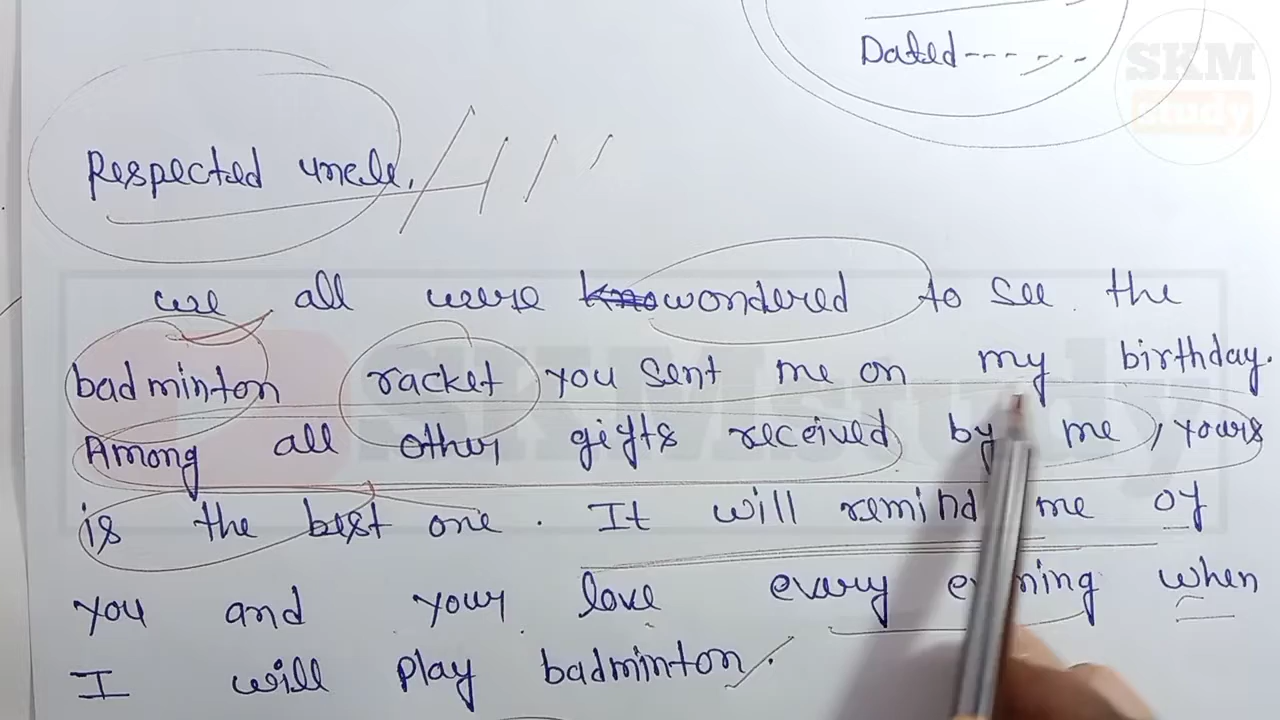 Dated------
SKM
study
Respected uncle,
we all were wondered to see the
badminton racket you sent me on my birthday.
Among all other gifts received by me, yours
is the best one. It will remind me of
you and your love evary evening when
I will play badminton.